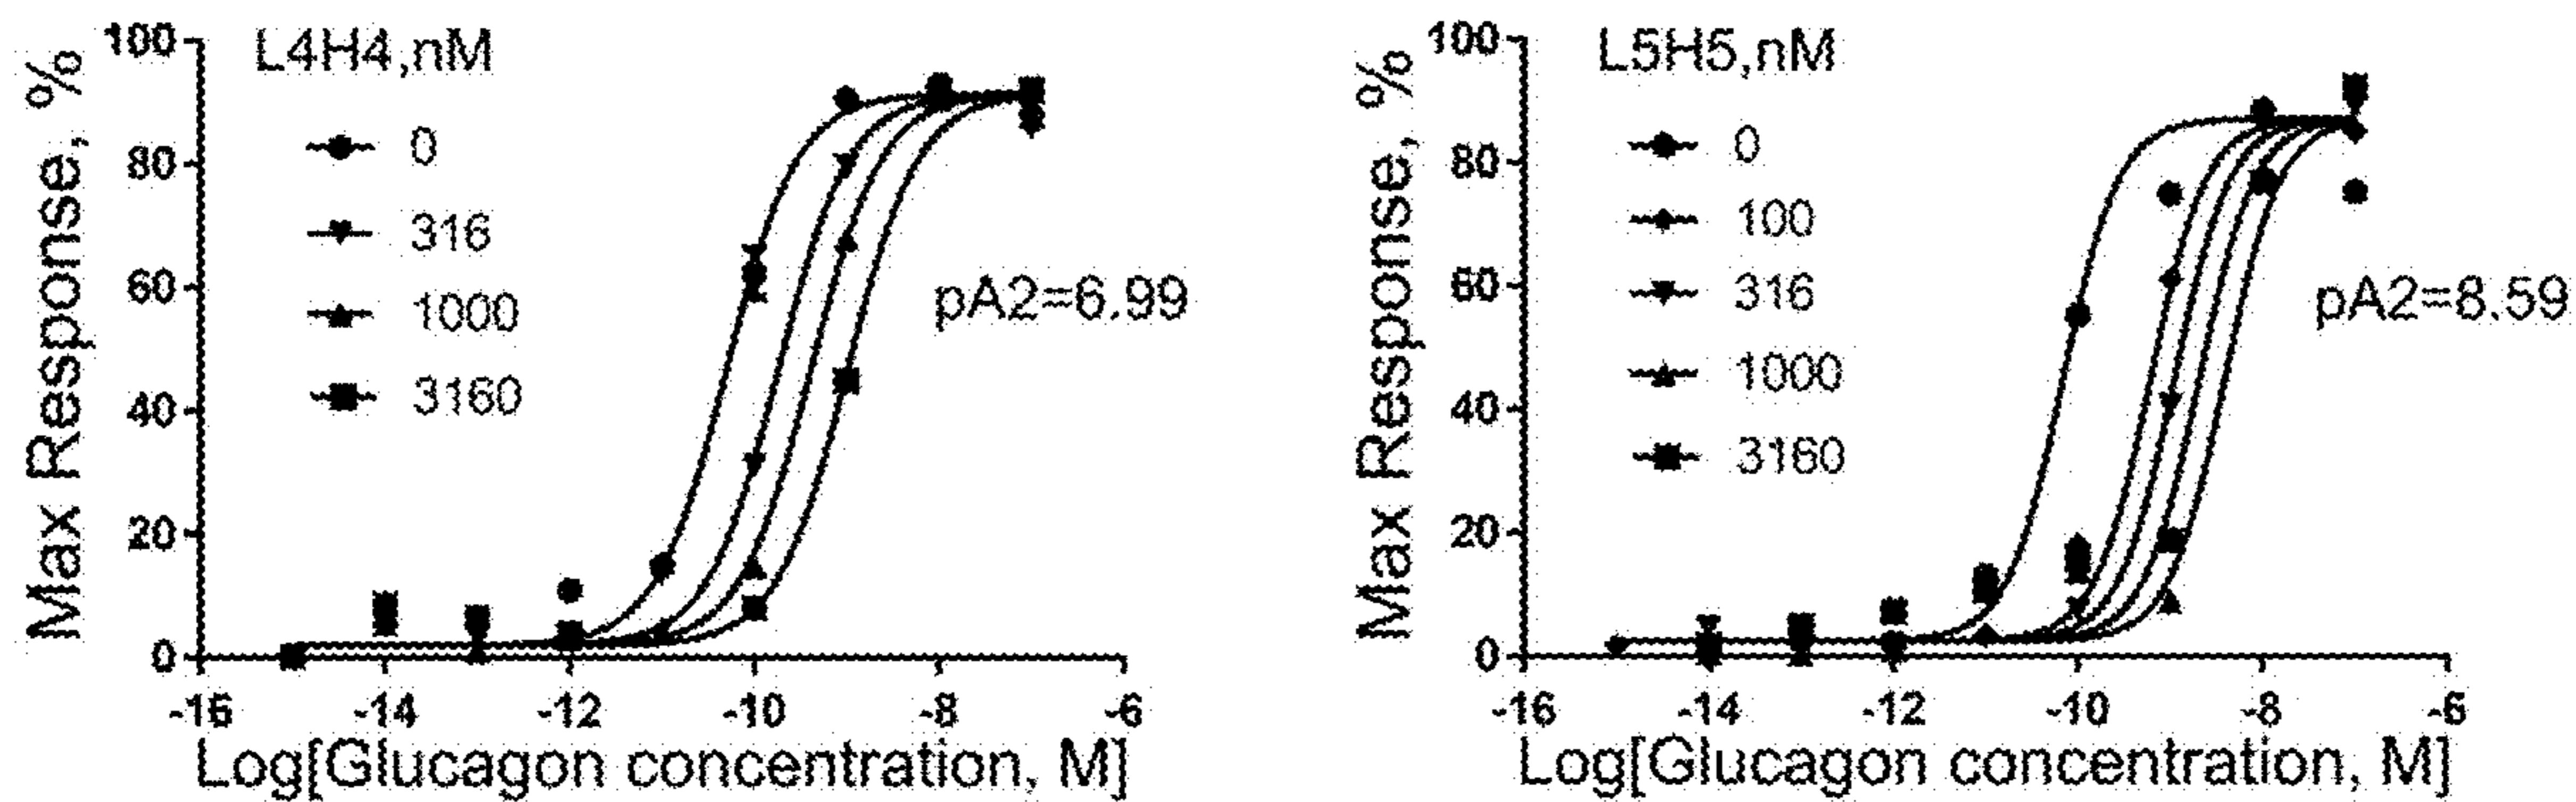 L4H4,nM
0
316
1000
3160
pA2=6.99
Max Response, %
100
80
60
40
20
0
-16 -14 -12 -10 -8 -6
Log[Glucagon concentration, M]
L5H5,nM
0
100
316
1000
3160
pA2=8.59
Max Response, %
100
80
60
40
20
0
-16 -14 -12 -10 -8 -6
Log[Glucagon concentration, M]